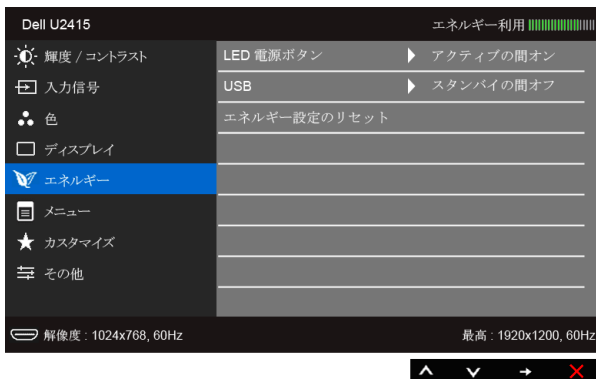 Dell U2415 エネルギー利用
輝度 / コントラスト
入力信号
色
ディスプレイ
エネルギー
メニュー
カスタマイズ
その他
LED 電源ボタン アクティブの間オン
USB スタンバイの間オフ
エネルギー設定のリセット
解像度 : 1024x768, 60Hz 最高 : 1920x1200, 60Hz